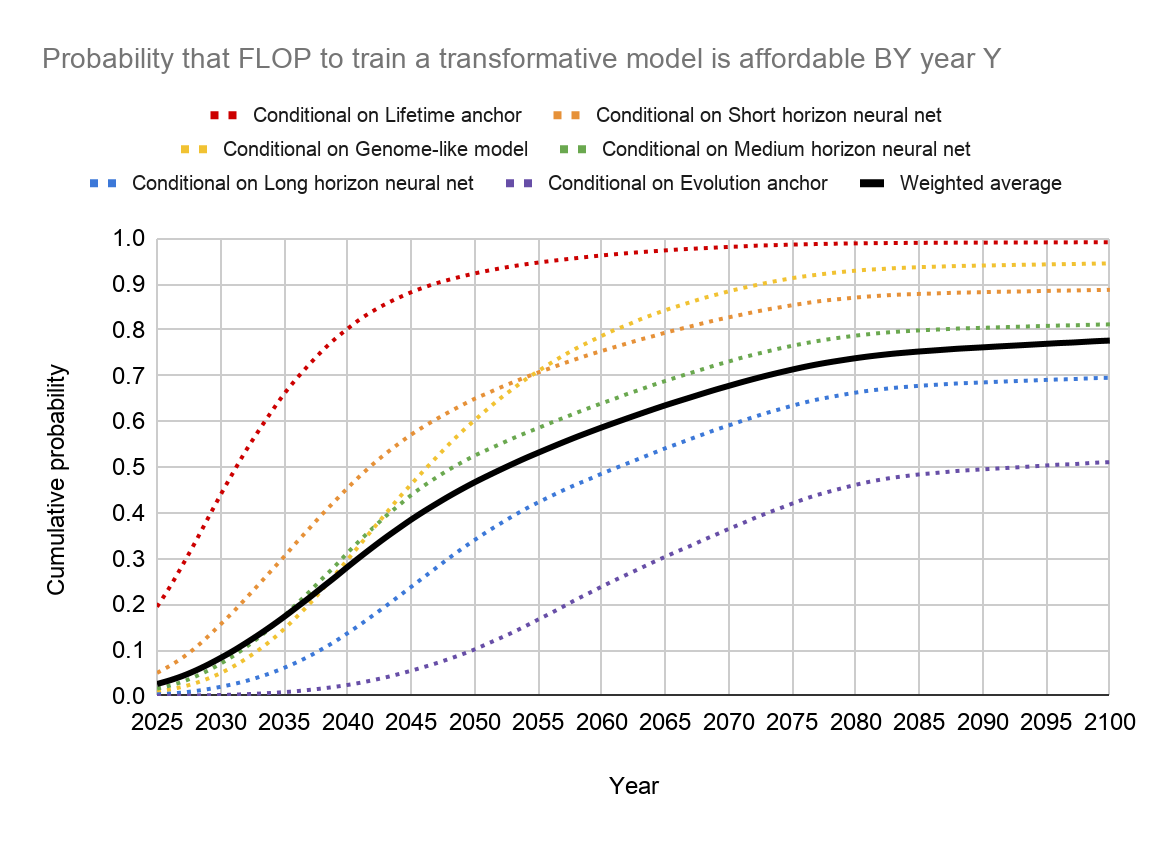 Probability that FLOP to train a transformative model is affordable BY year Y
Conditional on Lifetime anchor Conditional on Short horizon neural net
Conditional on Genome-like model Conditional on Medium horizon neural net
Conditional on Long horizon neural net Conditional on Evolution anchor Weighted average
1.0
0.9
0.8
0.7
0.6
0.5
0.4
0.3
0.2
0.1
0.0
Cumulative probability
2025 2030 2035 2040 2045 2050 2055 2060 2065 2070 2075 2080 2085 2090 2095 2100
Year